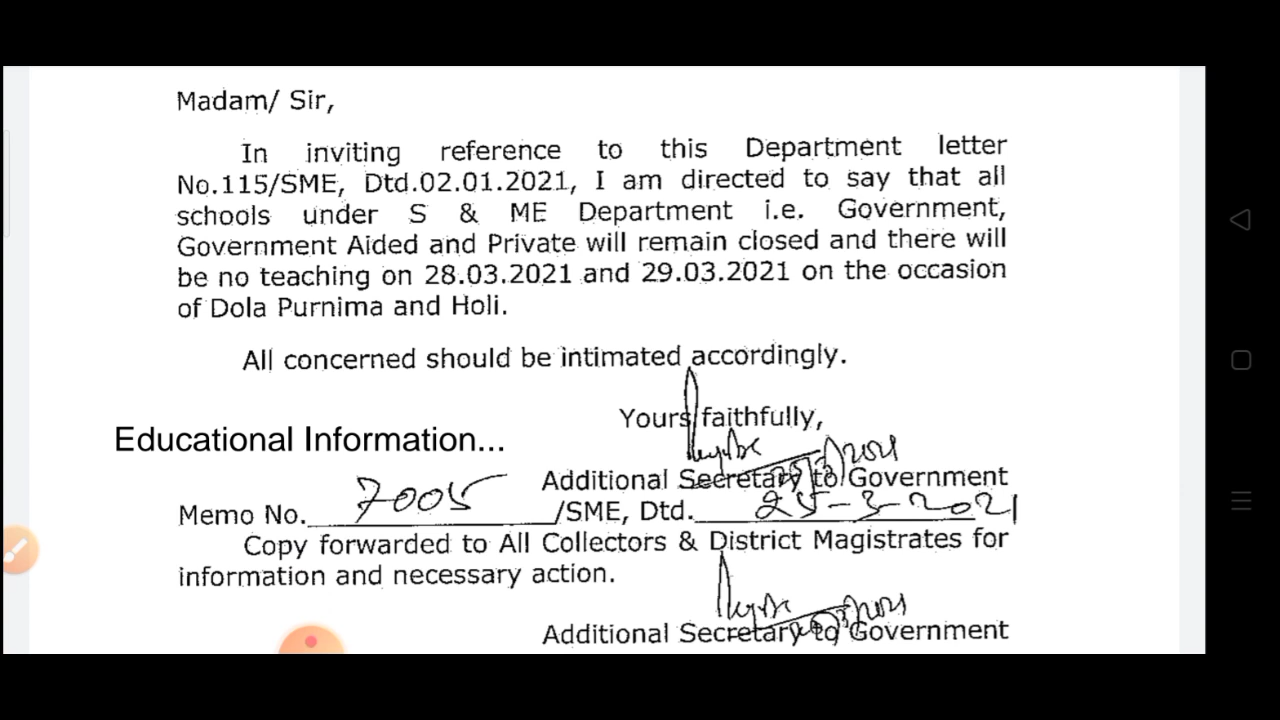 Madam/ Sir,
In inviting reference to this Department letter
No.115/SME, Dtd.02.01.2021, I am directed to say that all
schools under S & ME Department i.e. Government,
Government Aided and Private will remain closed and there will
be no teaching on 28.03.2021 and 29.03.2021 on the occasion
of Dola Purnima and Holi.
All concerned should be intimated accordingly.
Yours faithfully,
Educational Information...
Additional Secretary to Government
Memo No. 7005 /SME, Dtd. 25-3-2021
Copy forwarded to All Collectors & District Magistrates for
information and necessary action.
Additional Secretary to Government